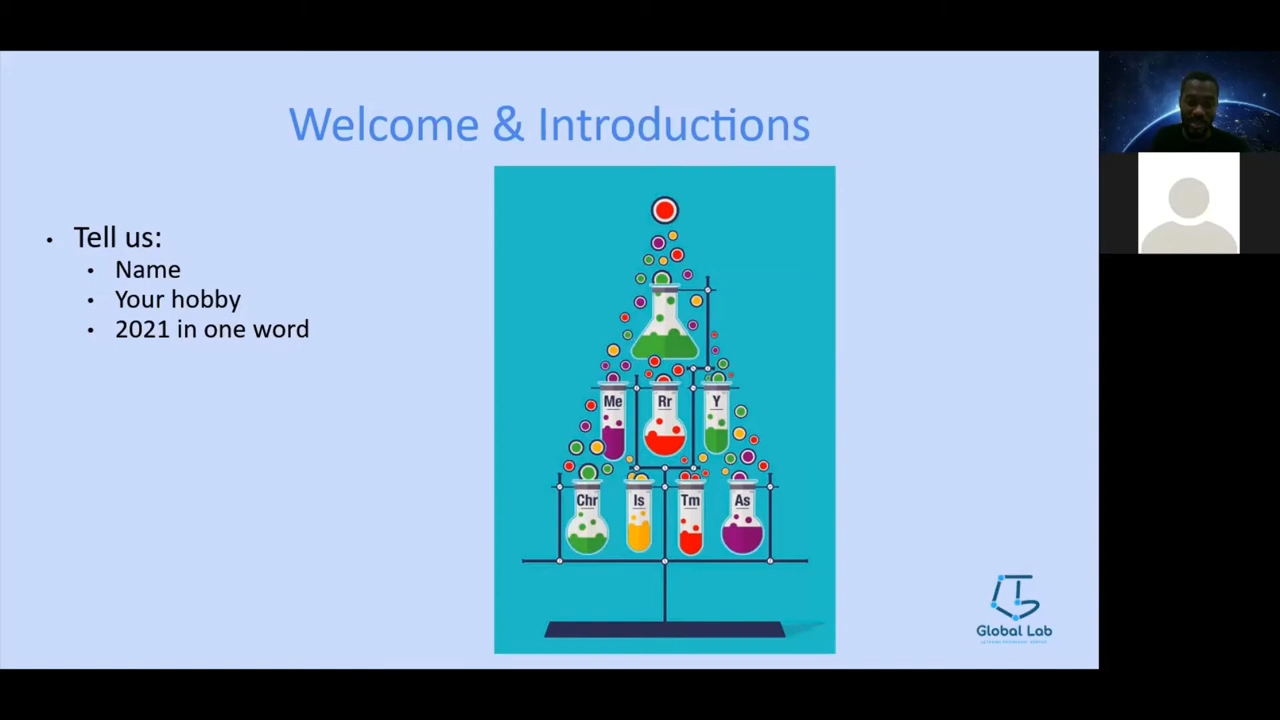 Welcome & Introductions
Tell us:
Name
Your hobby
2021 in one word
Me Rr Y
Chr Is Tm As
Global Lab